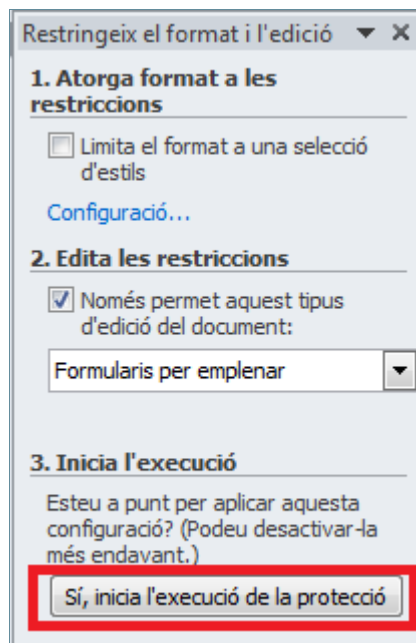 Restringeix el format i l'edició
1. Atorga format a les
restriccions
Limita el format a una selecció
d'estils
Configuració...
2. Edita les restriccions
Només permet aquest tipus
d'edició del document:
Formularis per emplenar
3. Inicia l'execució
Esteu a punt per aplicar aquesta
configuració? (Podeu desactivar-la
més endavant.)
Sí, inicia l'execució de la protecció